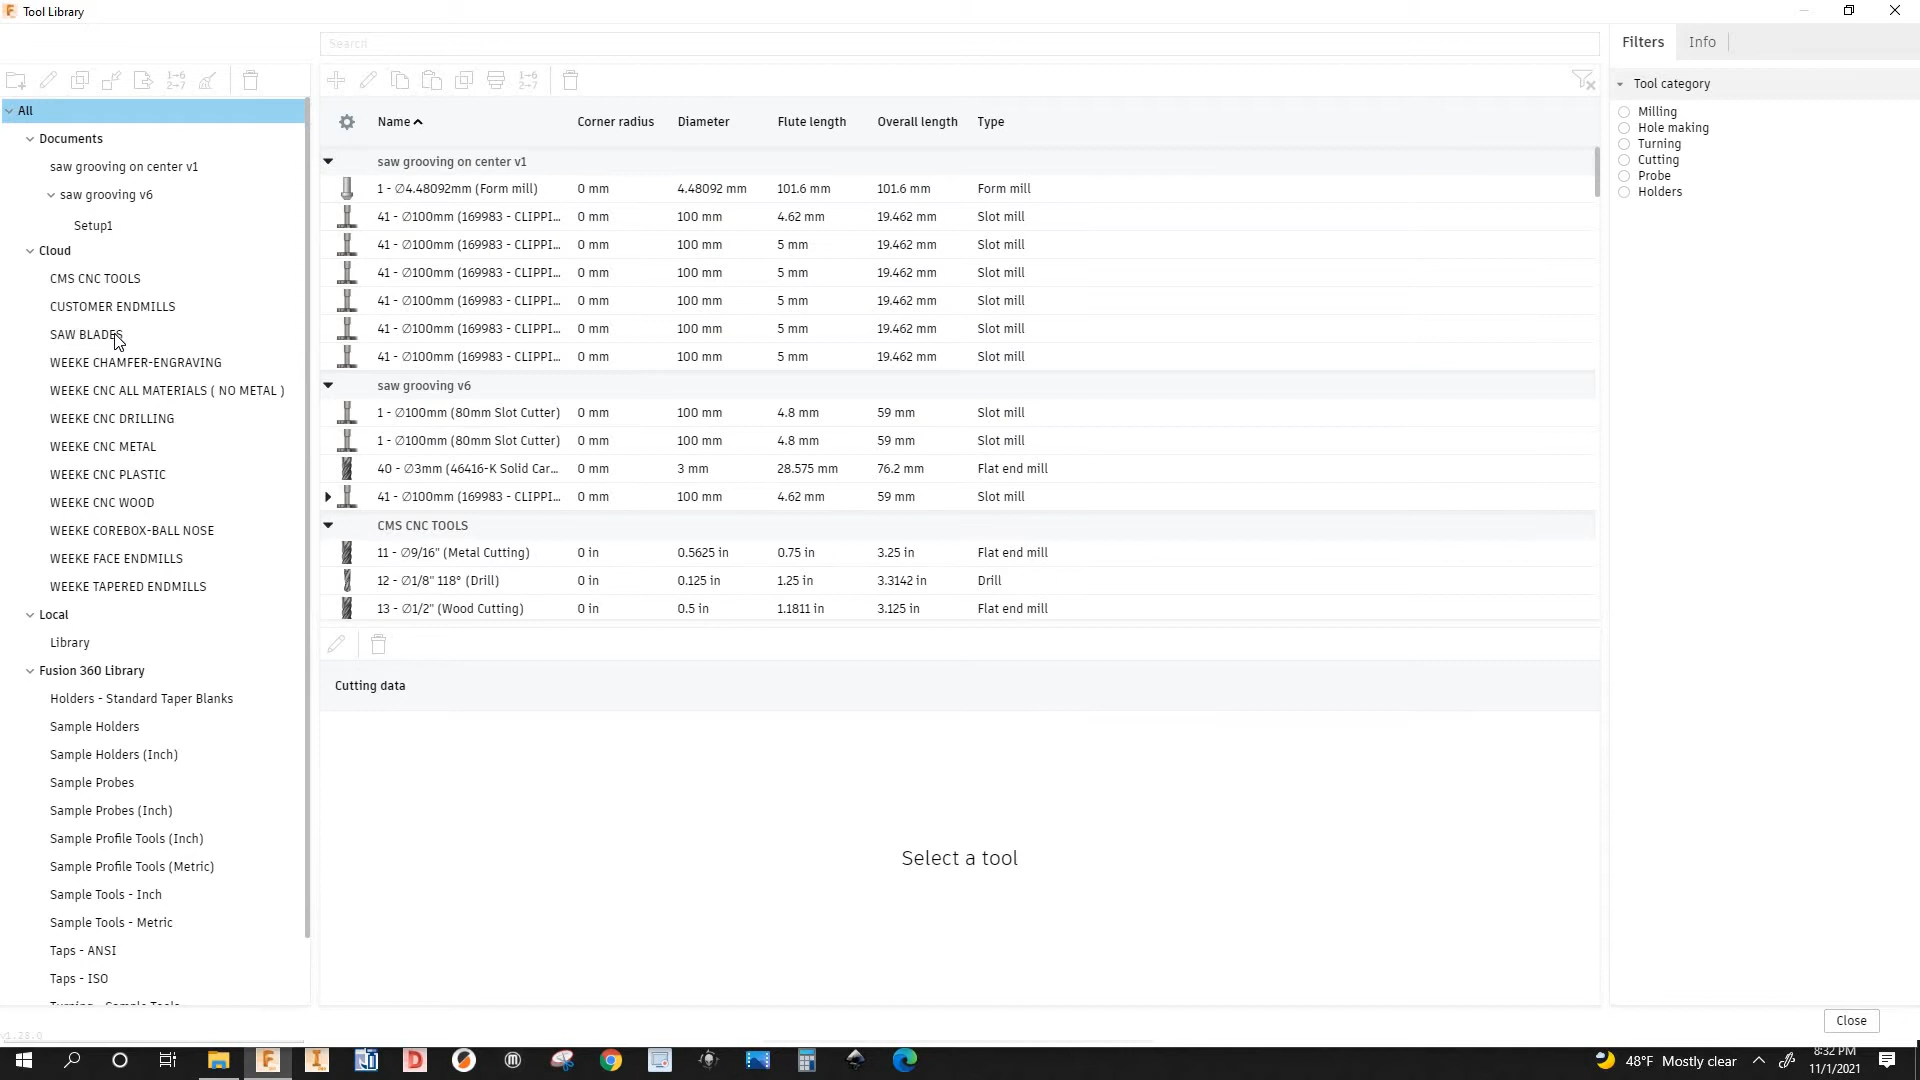 Tool Library
Search
Filters
Info
Tool category
Milling
Hole making
Turning
Cutting
Probe
Holders
All
Documents
saw grooving on center v1
saw grooving v6
Setup1
Cloud
CMS CNC TOOLS
CUSTOMER ENDMILLS
SAW BLADES
WEEKE CHAMFER-ENGRAVING
WEEKE CNC ALL MATERIALS ( NO METAL )
WEEKE CNC DRILLING
WEEKE CNC METAL
WEEKE CNC PLASTIC
WEEKE CNC WOOD
WEEKE COREBOX-BALL NOSE
WEEKE FACE ENDMILLS
WEEKE TAPERED ENDMILLS
Local
Library
Fusion 360 Library
Holders - Standard Taper Blanks
Sample Holders
Sample Holders (Inch)
Sample Probes
Sample Probes (Inch)
Sample Profile Tools (Inch)
Sample Profile Tools (Metric)
Sample Tools - Inch
Sample Tools - Metric
Taps - ANSI
Taps - ISO
Turning - Sample Tools
Name Corner radius Diameter Flute length Overall length Type
saw grooving on center v1
1 - ∅4.48092mm (Form mill) 0 mm 4.48092 mm 101.6 mm 101.6 mm Form mill
41 - ∅100mm (169983 - CLIPPI... 0 mm 100 mm 4.62 mm 19.462 mm Slot mill
41 - ∅100mm (169983 - CLIPPI... 0 mm 100 mm 5 mm 19.462 mm Slot mill
41 - ∅100mm (169983 - CLIPPI... 0 mm 100 mm 5 mm 19.462 mm Slot mill
41 - ∅100mm (169983 - CLIPPI... 0 mm 100 mm 5 mm 19.462 mm Slot mill
41 - ∅100mm (169983 - CLIPPI... 0 mm 100 mm 5 mm 19.462 mm Slot mill
41 - ∅100mm (169983 - CLIPPI... 0 mm 100 mm 5 mm 19.462 mm Slot mill
saw grooving v6
1 - ∅100mm (80mm Slot Cutter) 0 mm 100 mm 4.8 mm 59 mm Slot mill
1 - ∅100mm (80mm Slot Cutter) 0 mm 100 mm 4.8 mm 59 mm Slot mill
40 - ∅3mm (46416-K Solid Car... 0 mm 3 mm 28.575 mm 76.2 mm Flat end mill
41 - ∅100mm (169983 - CLIPPI... 0 mm 100 mm 4.62 mm 59 mm Slot mill
CMS CNC TOOLS
11 - ∅9/16" (Metal Cutting) 0 in 0.5625 in 0.75 in 3.25 in Flat end mill
12 - ∅1/8" 118° (Drill) 0 in 0.125 in 1.25 in 3.3142 in Drill
13 - ∅1/2" (Wood Cutting) 0 in 0.5 in 1.1811 in 3.125 in Flat end mill
Cutting data
Select a tool
Close
48°F Mostly clear
8:32 PM
11/1/2021